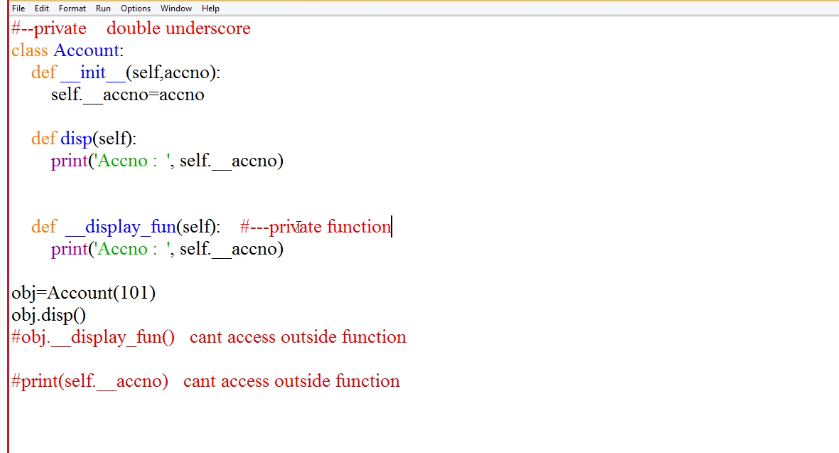 File Edit Format Run Options Window Help
#--private    double underscore
class Account:
    def __init__(self,accno):
        self.__accno=accno
    def disp(self):
        print('Accno :  ', self.__accno)
    def __display_fun(self):    #---private function
        print('Accno :  ', self.__accno)
obj=Account(101)
obj.disp()
#obj.__display_fun()   cant access outside function
#print(self.__accno)   cant access outside function